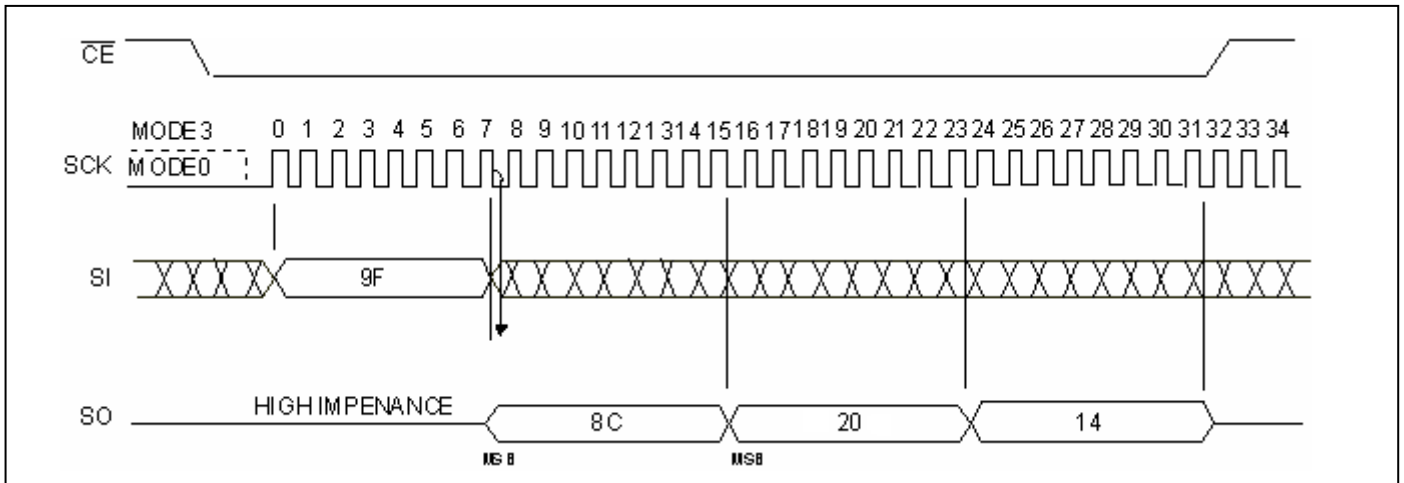 CE
MODE 3 0 1 2 3 4 5 6 7 8 9 10 11 12 13 14 15 16 17 18 19 20 21 22 23 24 25 26 27 28 29 30 31 32 33 34
SCK MODE0
SI 9F
HIGH IMPENANCE
SO 8C 20 14
MSB MSB